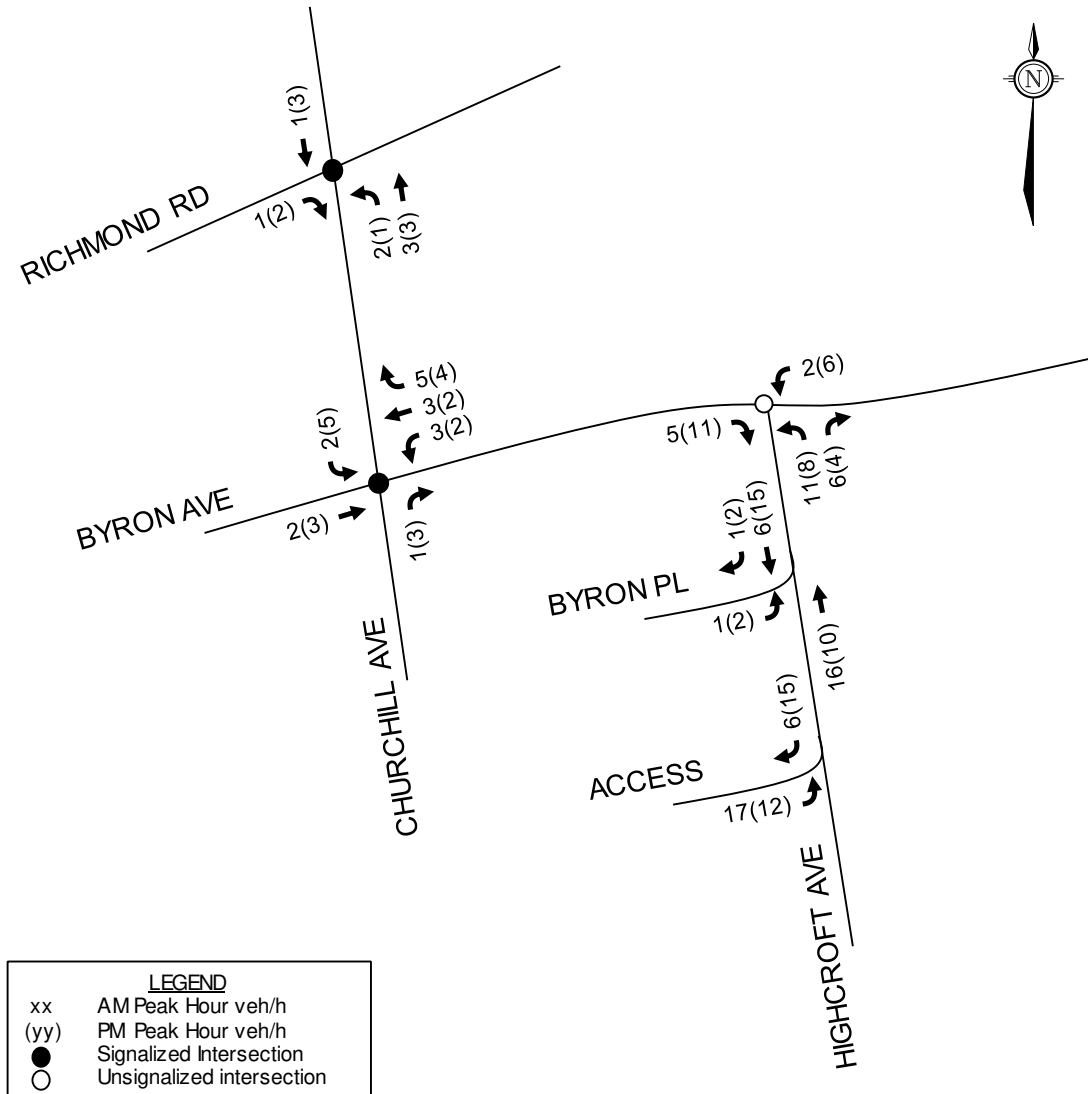 N
1(3)
RICHMOND RD
1(2)
2(1)
3(3)
5(4)
3(2)
3(2)
2(5)
BYRON AVE
2(3)
1(3)
CHURCHILL AVE
2(6)
5(11)
11(8)
6(4)
1(2)
6(15)
BYRON PL
1(2)
16(10)
6(15)
ACCESS
17(12)
HIGHCROFT AVE
LEGEND
xx AM Peak Hour veh/h
(yy) PM Peak Hour veh/h
Signalized Intersection
Unsignalized intersection